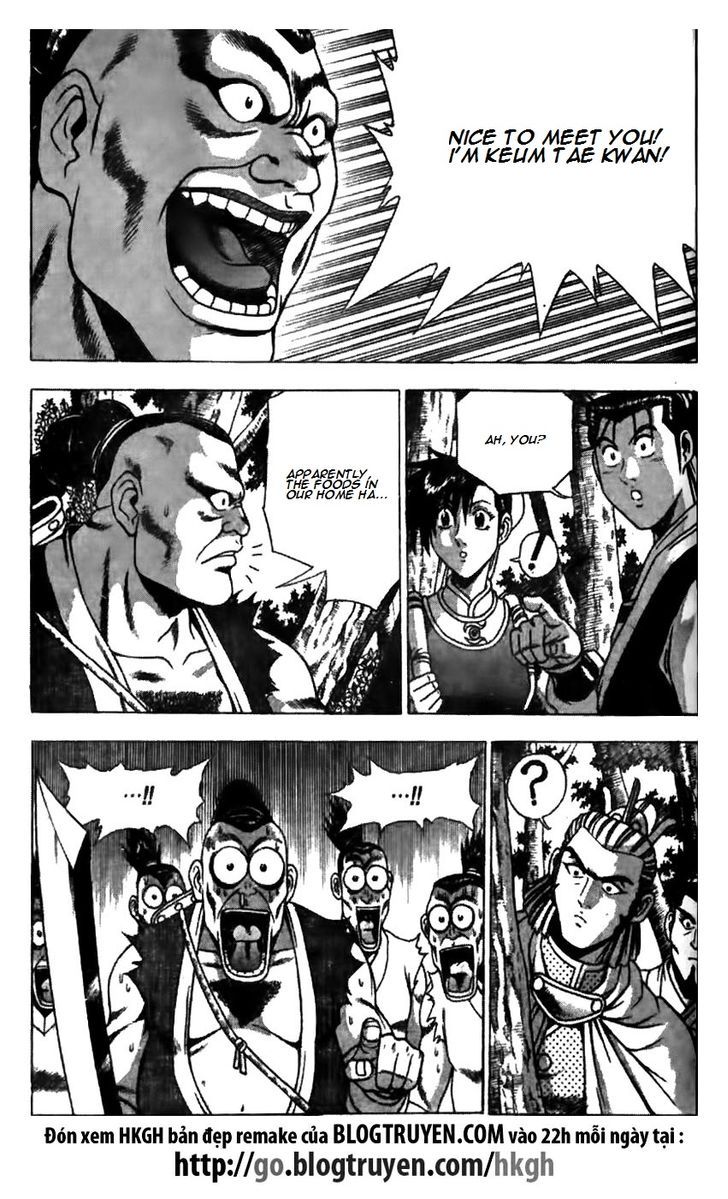 NICE TO MEET YOU!
I'M KEUM TAE KWAN!
APPARENTLY,
THE FOODS IN
OUR HOME HA...
AH, YOU?
!
...!!
...!!
?
Đón xem HKGH bản đẹp remake của BLOGTRUYEN.COM vào 22h mỗi ngày tại :
http://go.blogtruyen.com/hkgh